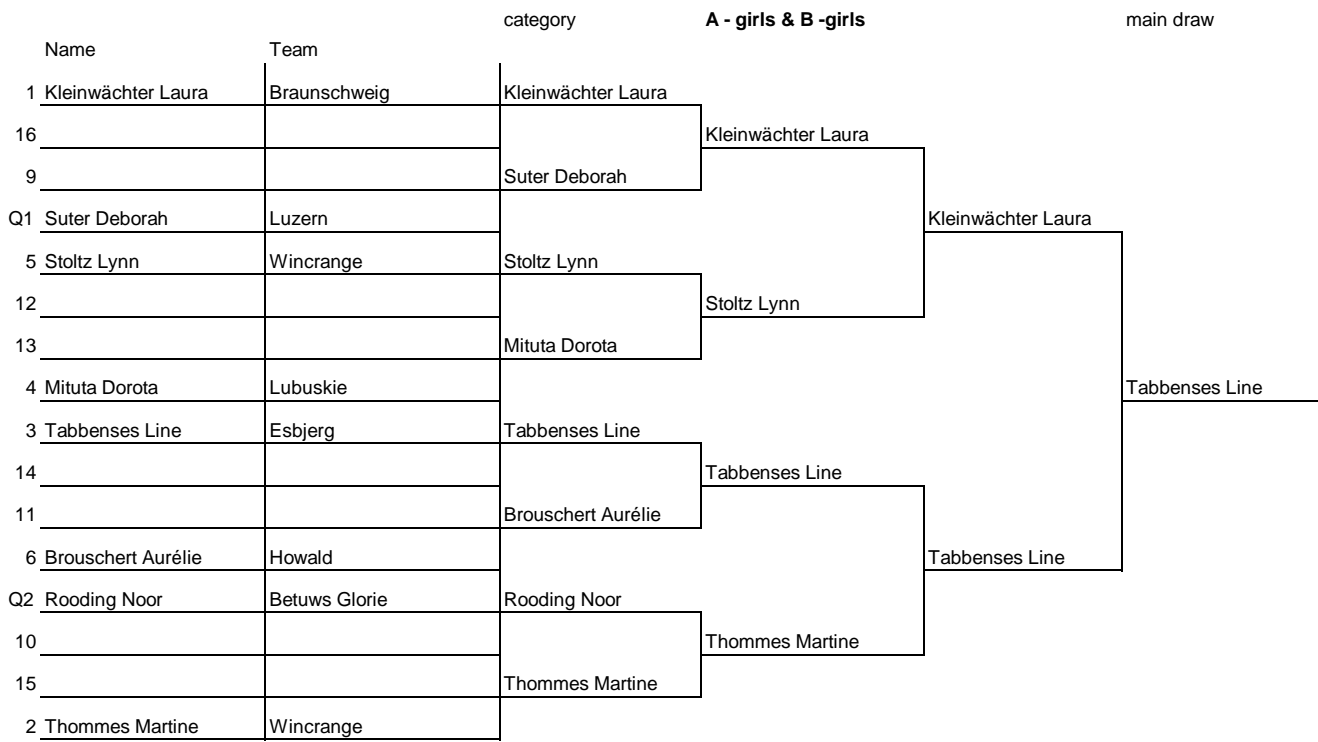 category A - girls & B -girls main draw
Name Team
1 Kleinwächter Laura Braunschweig Kleinwächter Laura
16 Kleinwächter Laura
9 Suter Deborah
Q1 Suter Deborah Luzern Kleinwächter Laura
5 Stoltz Lynn Wincrange Stoltz Lynn
12 Stoltz Lynn
13 Mituta Dorota
4 Mituta Dorota Lubuskie Tabbenses Line
3 Tabbenses Line Esbjerg Tabbenses Line
14 Tabbenses Line
11 Brouschert Aurélie
6 Brouschert Aurélie Howald Tabbenses Line
Q2 Rooding Noor Betuws Glorie Rooding Noor
10 Thommes Martine
15 Thommes Martine
2 Thommes Martine Wincrange